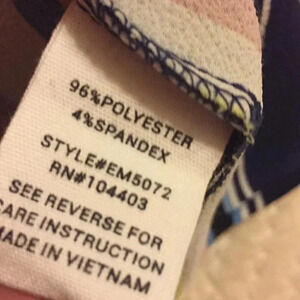 96%POLYESTER
4%SPANDEX
STYLE#EM5072
RN#104403
SEE REVERSE FOR
CARE INSTRUCTION
MADE IN VIETNAM